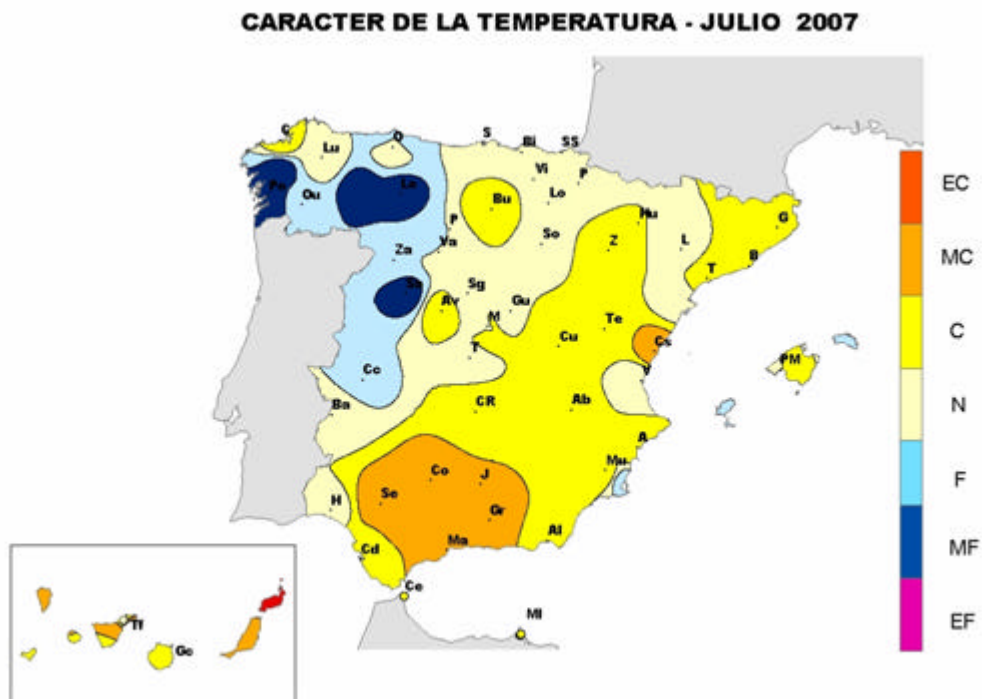 CARACTER DE LA TEMPERATURA - JULIO 2007
C
O
S
Bi
SS
Lu
Vi
P
EC
Po
Ou
Le
Lo
Bu
Hu
G
P
MC
Za
Va
So
Z
L
B
T
Sa
Sg
Av
Gu
C
M
Te
Cu
Cs
T
PM
Cc
V
Ba
CR
Ab
N
A
Mu
Co
J
F
Se
H
Gr
Al
Ma
Cd
MF
Ce
Ml
Tf
Gc
EF